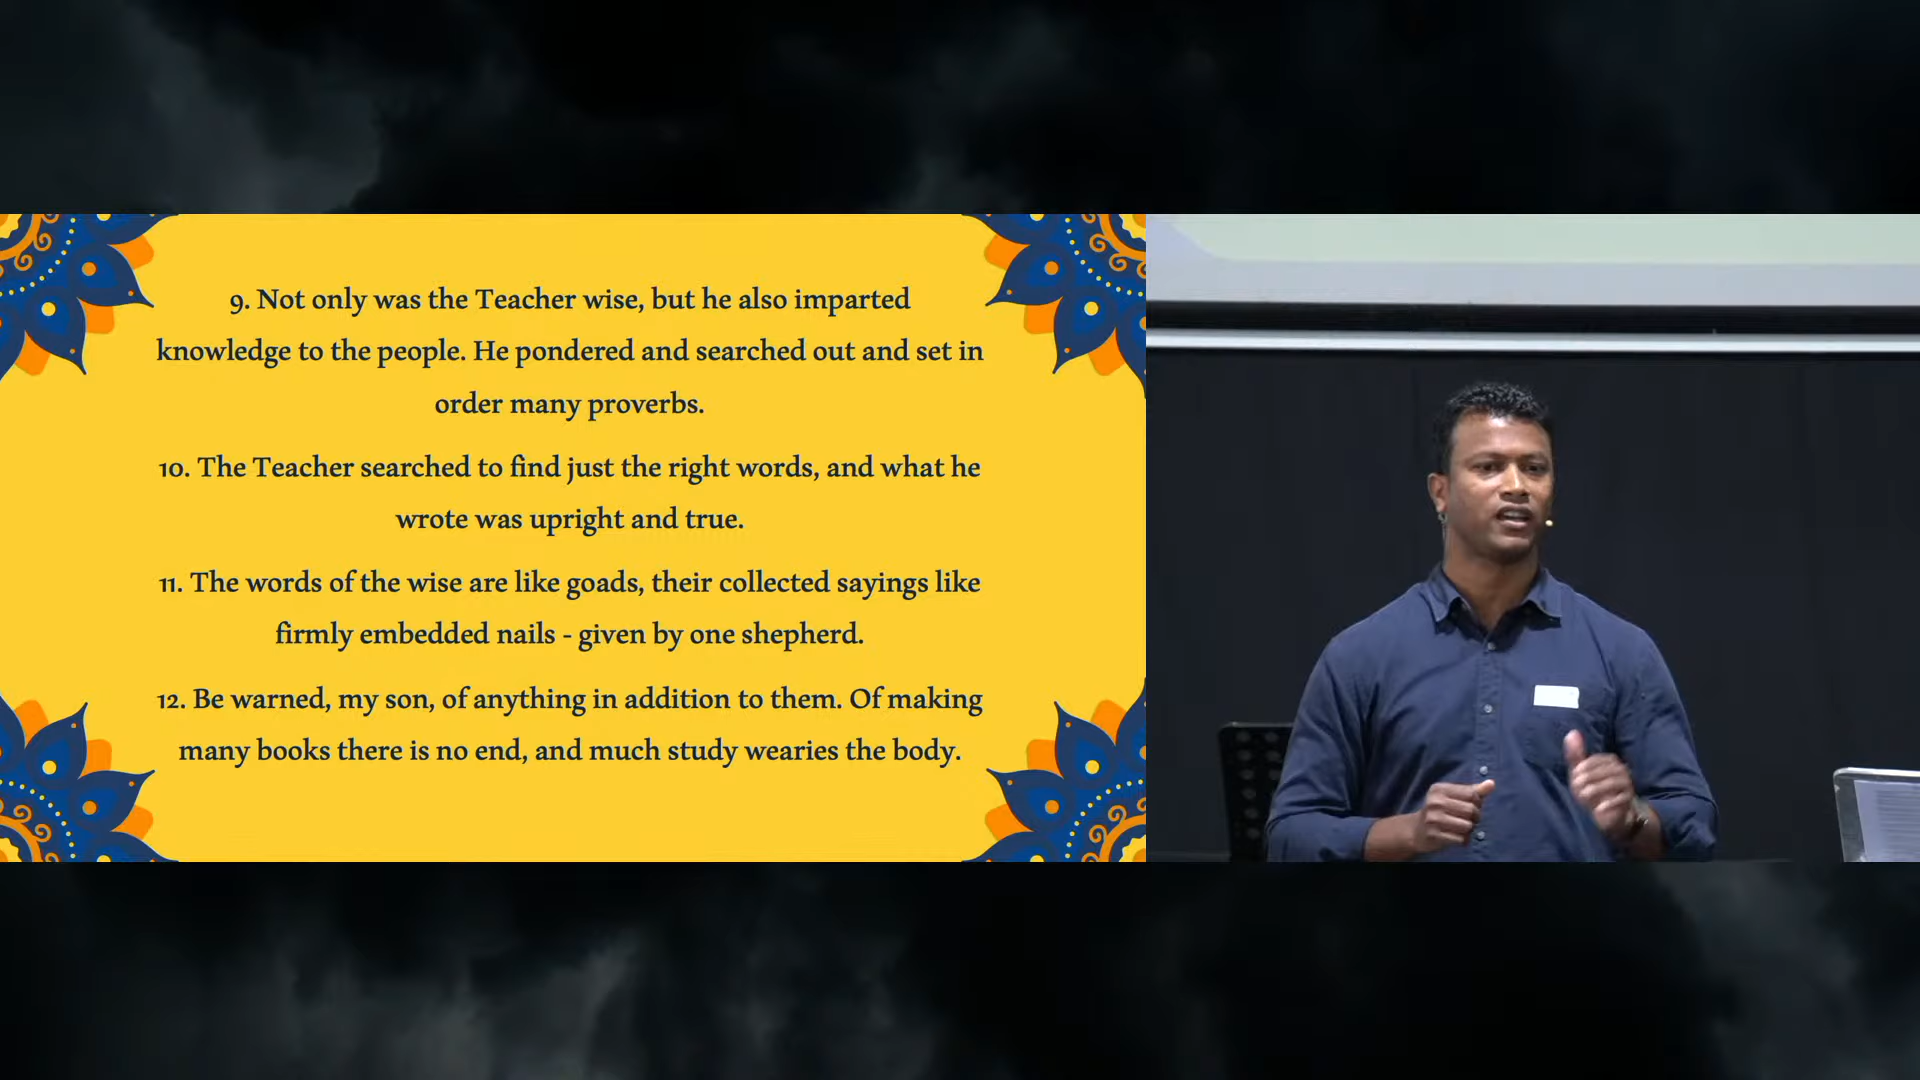 9. Not only was the Teacher wise, but he also imparted
knowledge to the people. He pondered and searched out and set in
order many proverbs.
10. The Teacher searched to find just the right words, and what he
wrote was upright and true.
11. The words of the wise are like goads, their collected sayings like
firmly embedded nails - given by one shepherd.
12. Be warned, my son, of anything in addition to them. Of making
many books there is no end, and much study wearies the body.